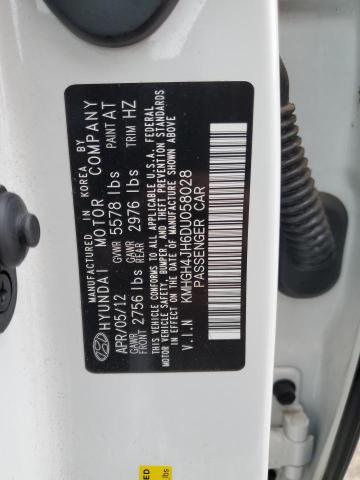 MANUFACTURED IN KOREA BY
HYUNDAI MOTOR COMPANY
APR/05/12 GVWR 5578 lbs PAINT AT
GAWR FRONT 2756 lbs GAWR REAR 2976 lbs TRIM HZ
THIS VEHICLE CONFORMS TO ALL APPLICABLE U.S.A. FEDERAL
MOTOR VEHICLE SAFETY, BUMPER, AND THEFT PREVENTION
STANDARDS IN EFFECT ON THE DATE OF MANUFACTURE SHOWN ABOVE
V.I.N KMHGH4JH6DU058028
PASSENGER CAR
lbs